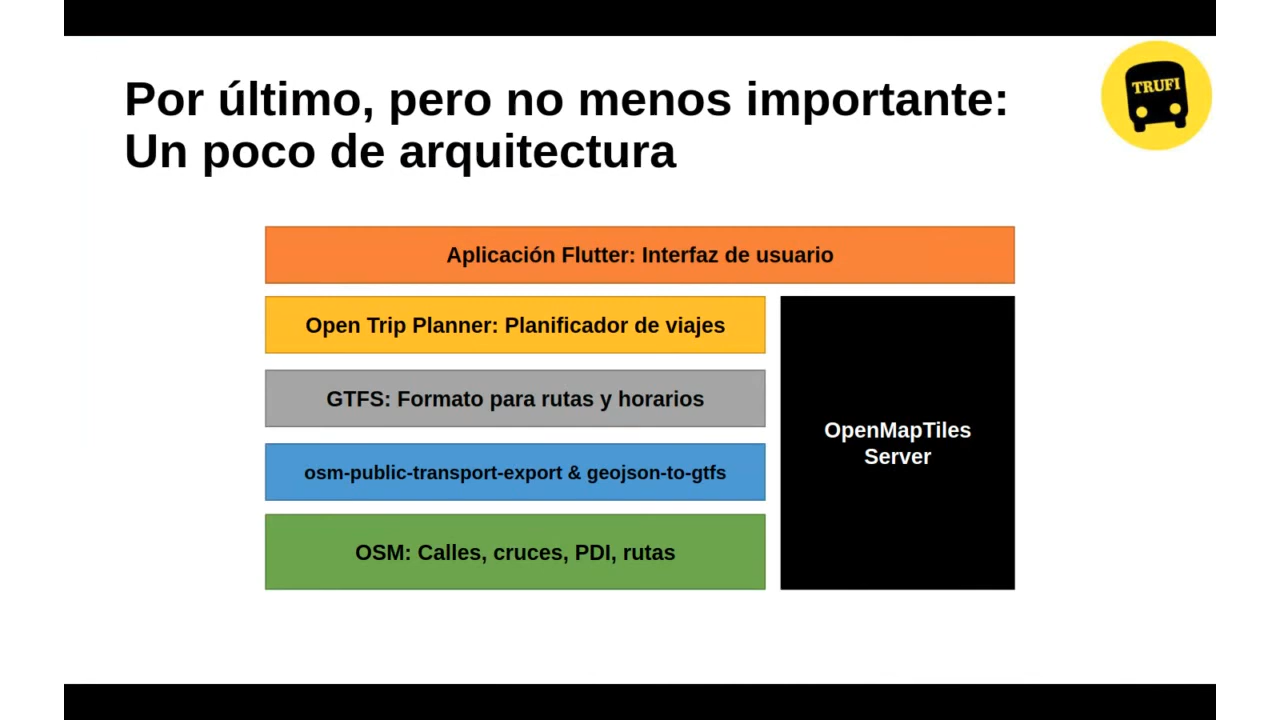 Por último, pero no menos importante:
Un poco de arquitectura
TRUFI
Aplicación Flutter: Interfaz de usuario
Open Trip Planner: Planificador de viajes
GTFS: Formato para rutas y horarios
osm-public-transport-export & geojson-to-gtfs
OSM: Calles, cruces, PDI, rutas
OpenMapTiles
Server